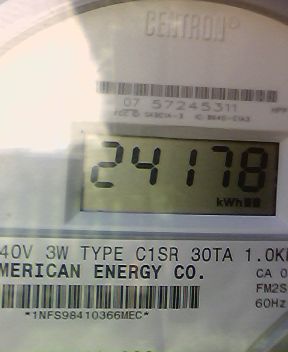 CENTRON
07 57245311
24178
kWh
40V 3W TYPE C1SR 30TA 1.0K
MERICAN ENERGY CO.
CA 0
FM2S
60Hz
*1NFS98410366MEC*